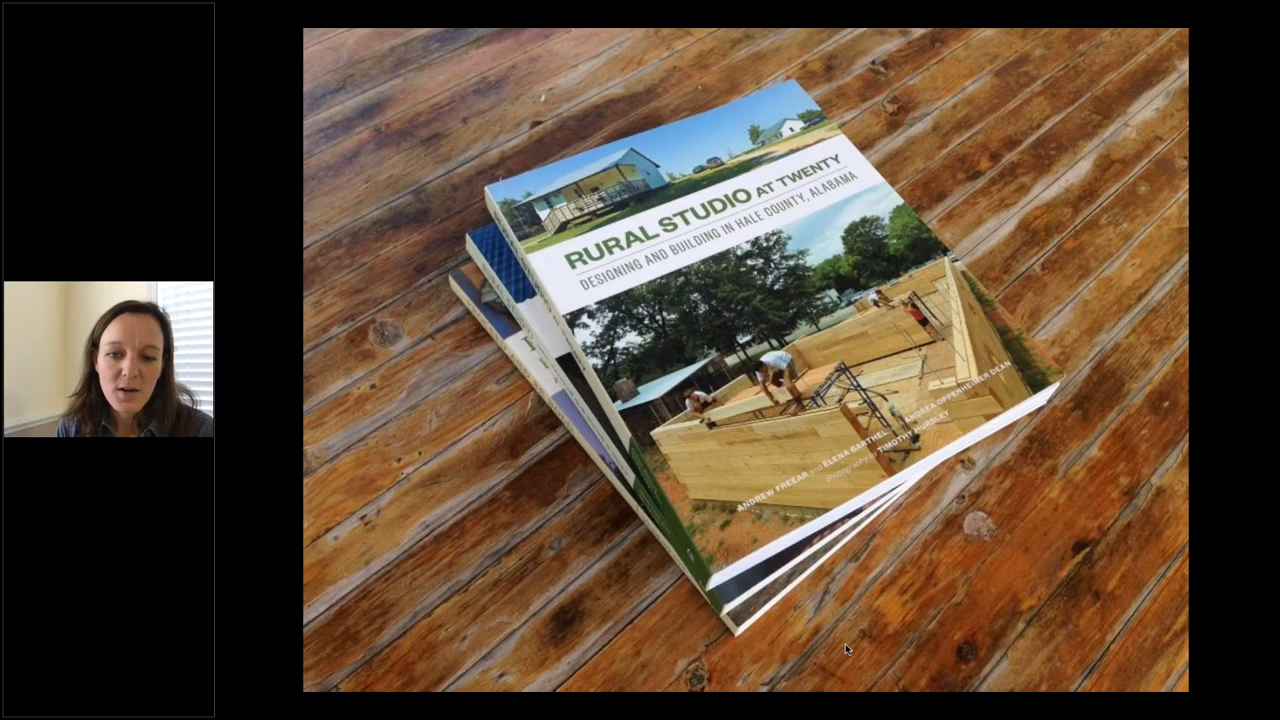 RURAL STUDIO AT TWENTY
DESIGNING AND BUILDING IN HALE COUNTY, ALABAMA
ANDREW FREEAR and ELENA BARTHEL ANDREA OPPENHEIMER DEAN
photography TIMOTHY HURSLEY